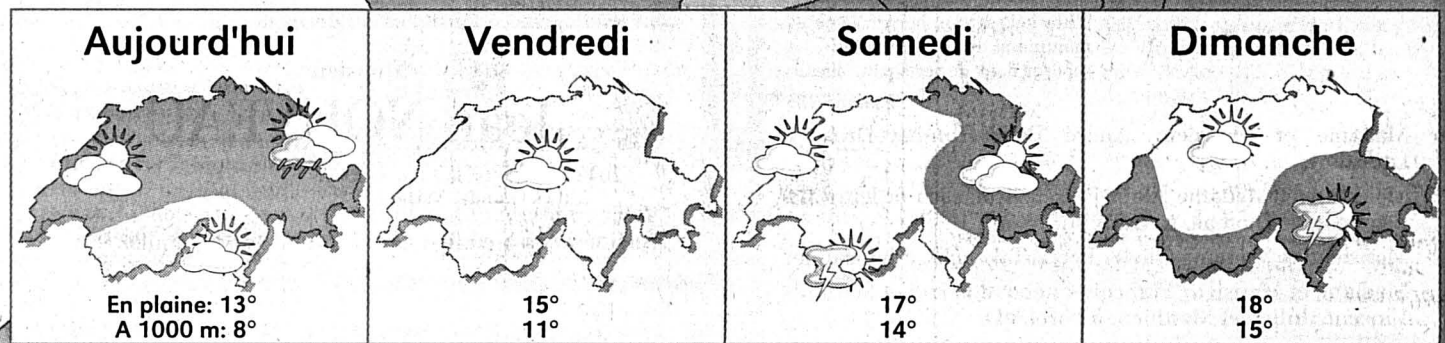 Aujourd'hui
En plaine: 13°
A 1000 m: 8°
Vendredi
15°
11°
Samedi
17°
14°
Dimanche
18°
15°